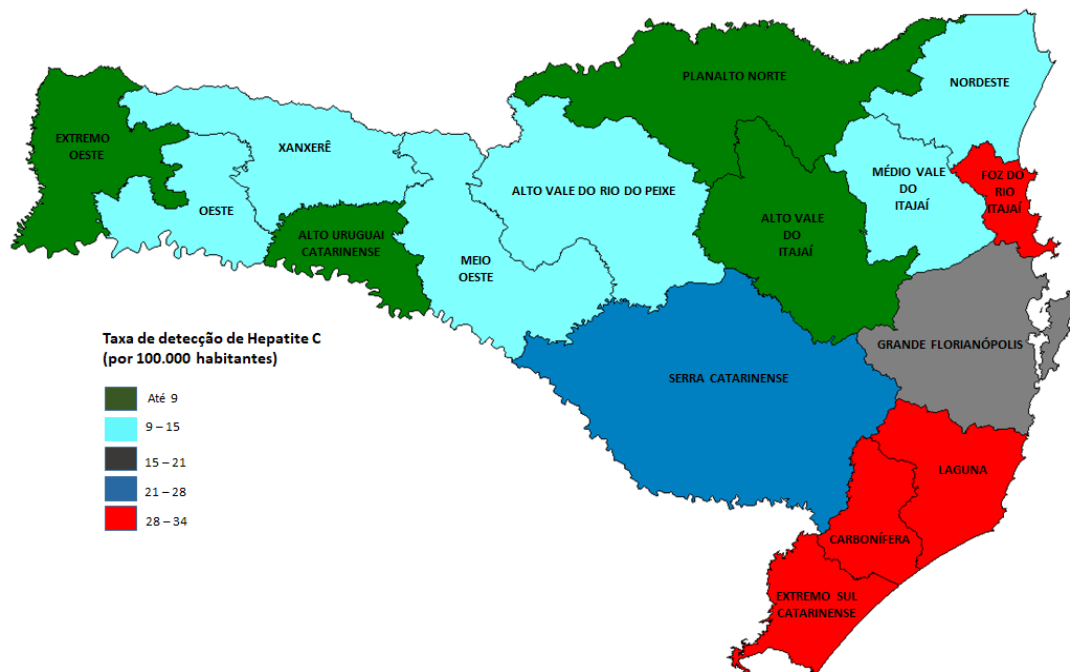 PLANALTO NORTE
NORDESTE
EXTREMO
OESTE
XANXERÊ
ALTO VALE DO RIO DO PEIXE
MÉDIO VALE
DO
ITAJAÍ
FOZ DO
RIO
ITAJAÍ
OESTE
ALTO URUGUAI
CATARINENSE
MEIO
OESTE
ALTO VALE
DO
ITAJAÍ
GRANDE FLORIANÓPOLIS
SERRA CATARINENSE
LAGUNA
CARBONÍFERA
EXTREMO SUL
CATARINENSE
Taxa de detecção de Hepatite C
(por 100.000 habitantes)
Até 9
9 – 15
15 – 21
21 – 28
28 – 34